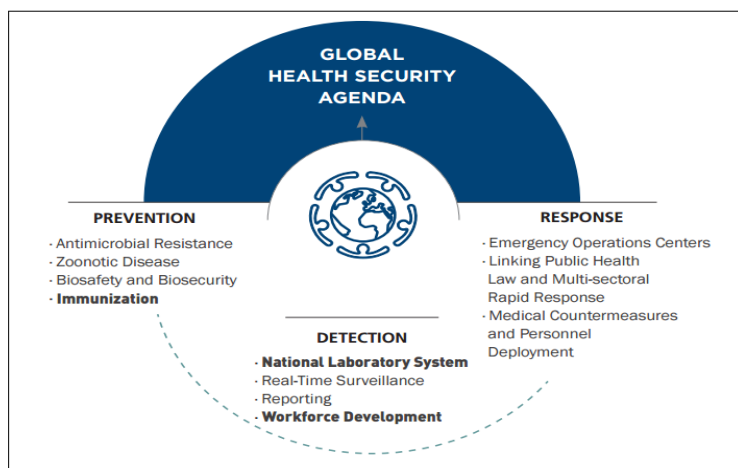 GLOBAL
HEALTH SECURITY
AGENDA
PREVENTION
· Antimicrobial Resistance
· Zoonotic Disease
· Biosafety and Biosecurity
· Immunization
DETECTION
· National Laboratory System
· Real-Time Surveillance
· Reporting
· Workforce Development
RESPONSE
· Emergency Operations Centers
· Linking Public Health
Law and Multi-sectoral
Rapid Response
· Medical Countermeasures
and Personnel
Deployment